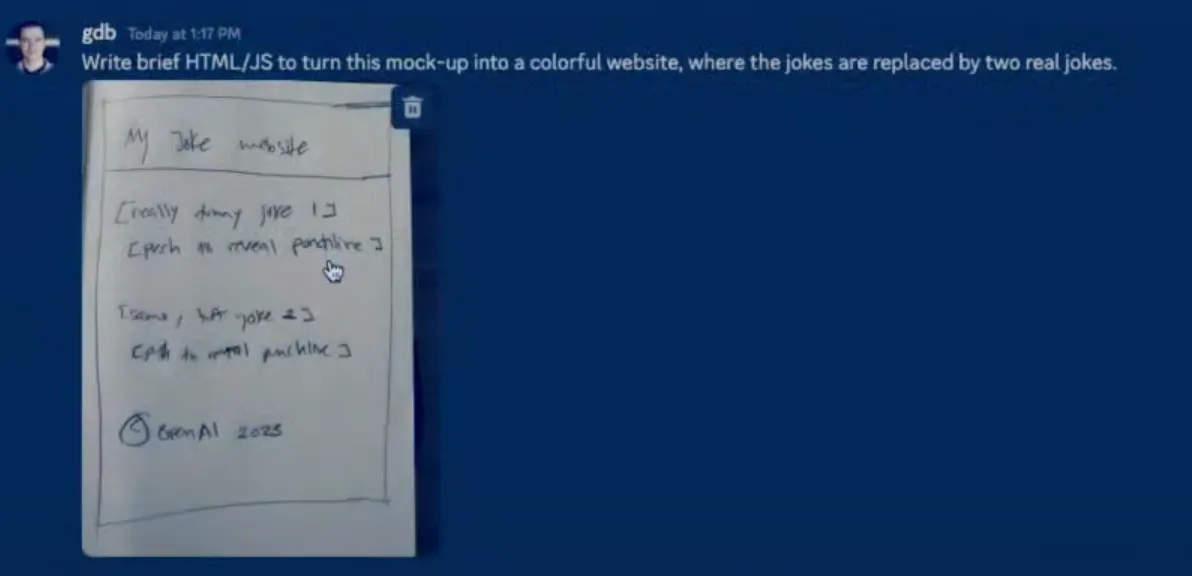 gdb Today at 1:17 PM
Write brief HTML/JS to turn this mock-up into a colorful website, where the jokes are replaced by two real jokes.
My Joke website
[really funny joke 1]
[push to reveal punchline]
[same, but joke 2]
[push to reveal punchline]
© OpenAI 2023